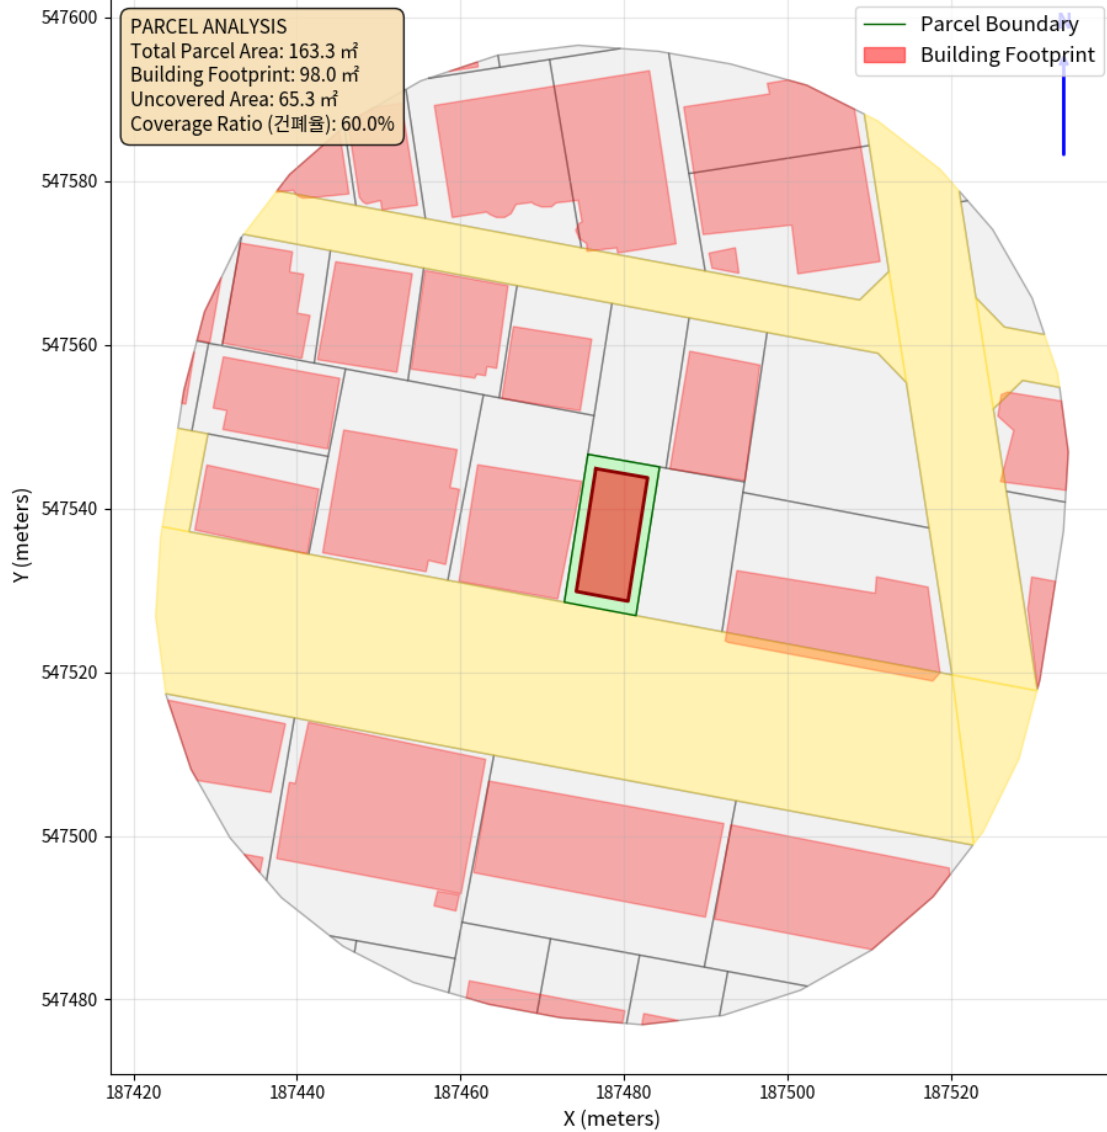 547600
PARCEL ANALYSIS
Total Parcel Area: 163.3 ㎡
Building Footprint: 98.0 ㎡
Uncovered Area: 65.3 ㎡
Coverage Ratio (건폐율): 60.0%
Parcel Boundary
Building Footprint
N
547580
547560
547540
547520
547500
547480
Y (meters)
187420
187440
187460
187480
187500
187520
X (meters)